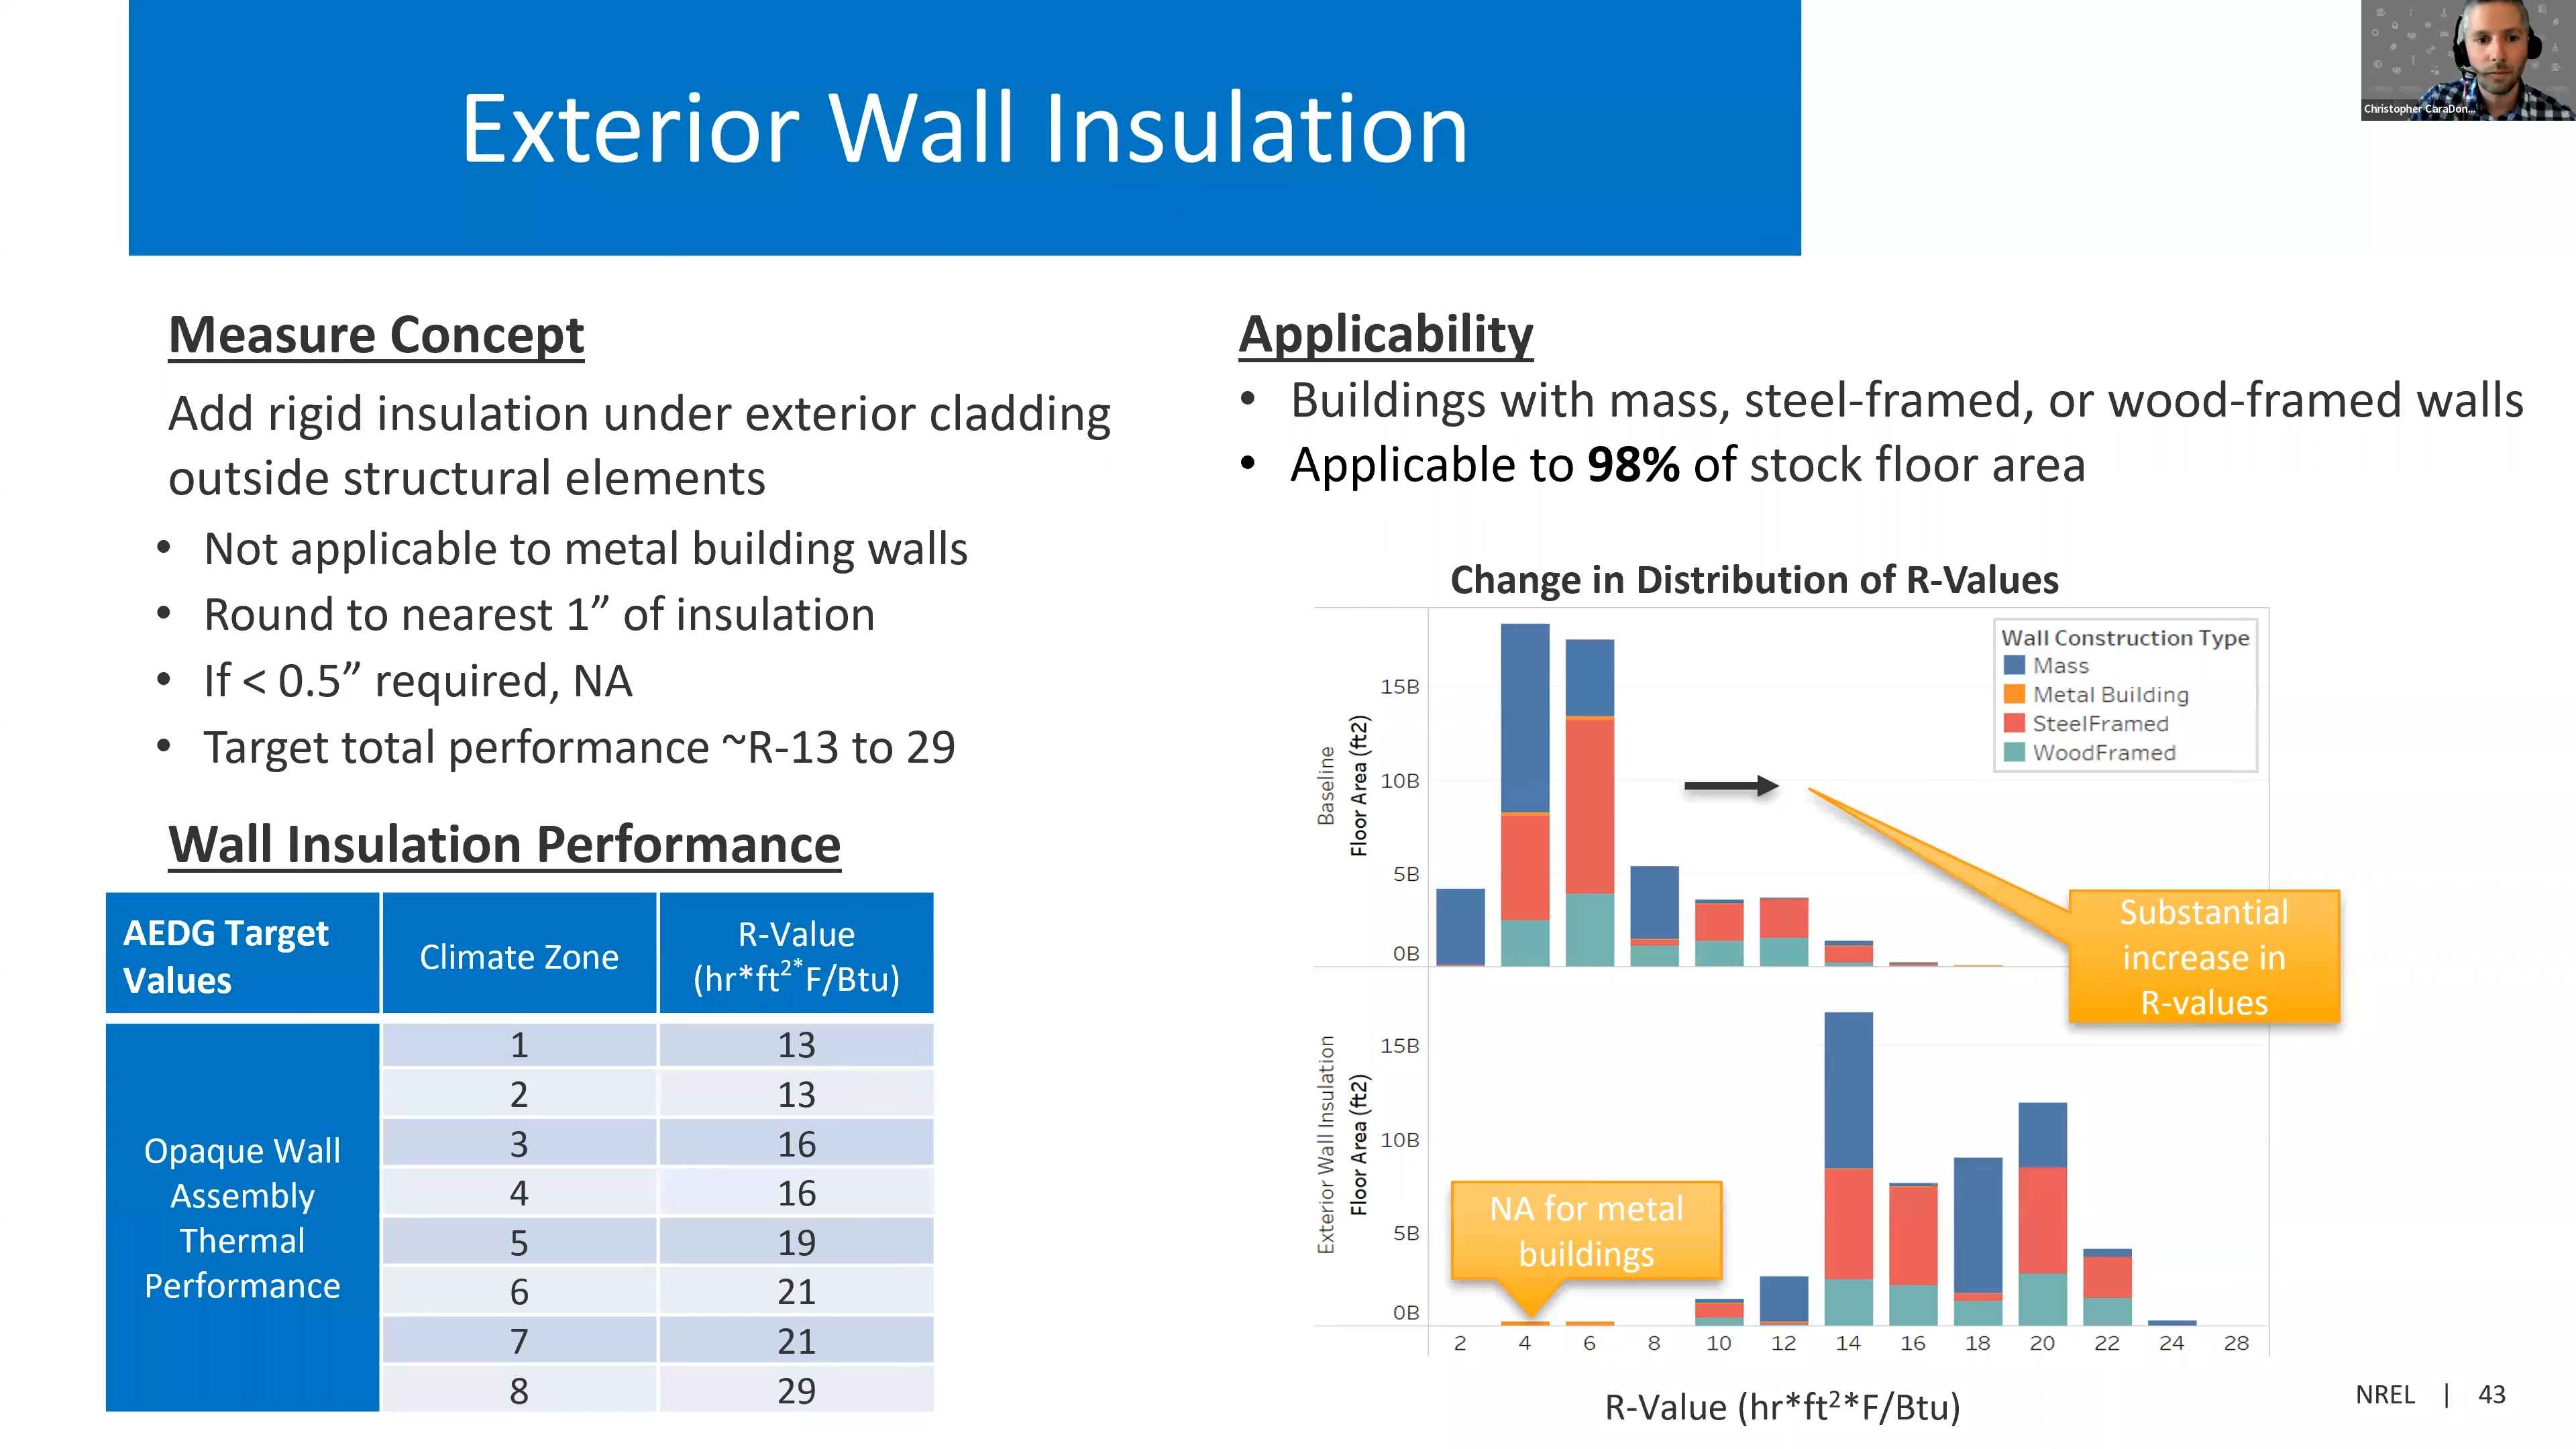 Exterior Wall Insulation
Christopher CaraDon...
Measure Concept
Add rigid insulation under exterior cladding
outside structural elements
• Not applicable to metal building walls
• Round to nearest 1” of insulation
• If < 0.5” required, NA
• Target total performance ~R-13 to 29
Wall Insulation Performance
AEDG Target
Values
Climate Zone
R-Value
(hr*ft²*F/Btu)
Opaque Wall
Assembly
Thermal
Performance
1 13
2 13
3 16
4 16
5 19
6 21
7 21
8 29
Applicability
• Buildings with mass, steel-framed, or wood-framed walls
• Applicable to 98% of stock floor area
Change in Distribution of R-Values
Wall Construction Type
Mass
Metal Building
SteelFramed
WoodFramed
Baseline
Floor Area (ft2)
15B
10B
5B
0B
Substantial
increase in
R-values
Exterior Wall Insulation
Floor Area (ft2)
15B
10B
5B
0B
NA for metal
buildings
2 4 6 8 10 12 14 16 18 20 22 24 28
R-Value (hr*ft²*F/Btu)
NREL | 43